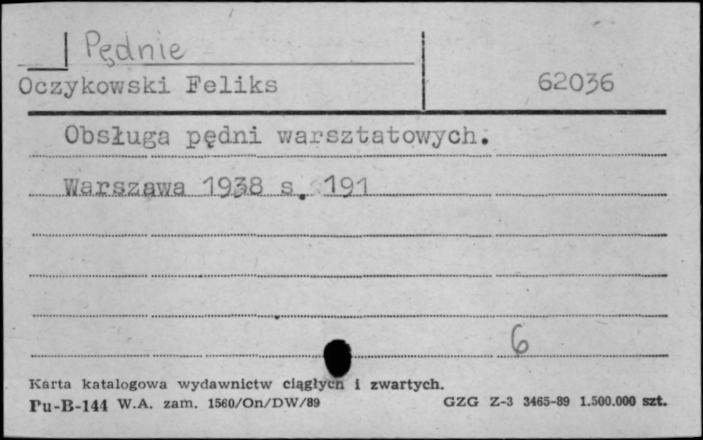 Pędnie
Oczykowski Feliks 62036
Obsługa pędni warsztatowych.
Warszawa 1938 s. 191
6
Karta katalogowa wydawnictw ciągłych i zwartych.
Pu-B-144 W.A. zam. 1560/On/DW/89 GZG Z-3 3465-89 1.500.000 szt.